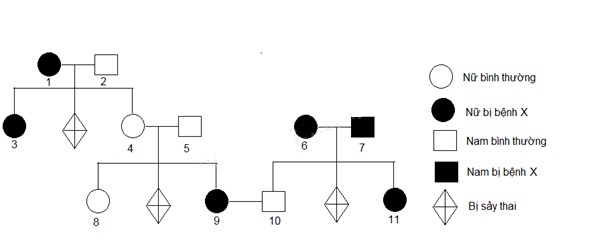 1
2
3
4
5
6
7
8
9
10
11
Nữ bình thường
Nữ bị bệnh X
Nam bình thường
Nam bị bệnh X
Bị sảy thai